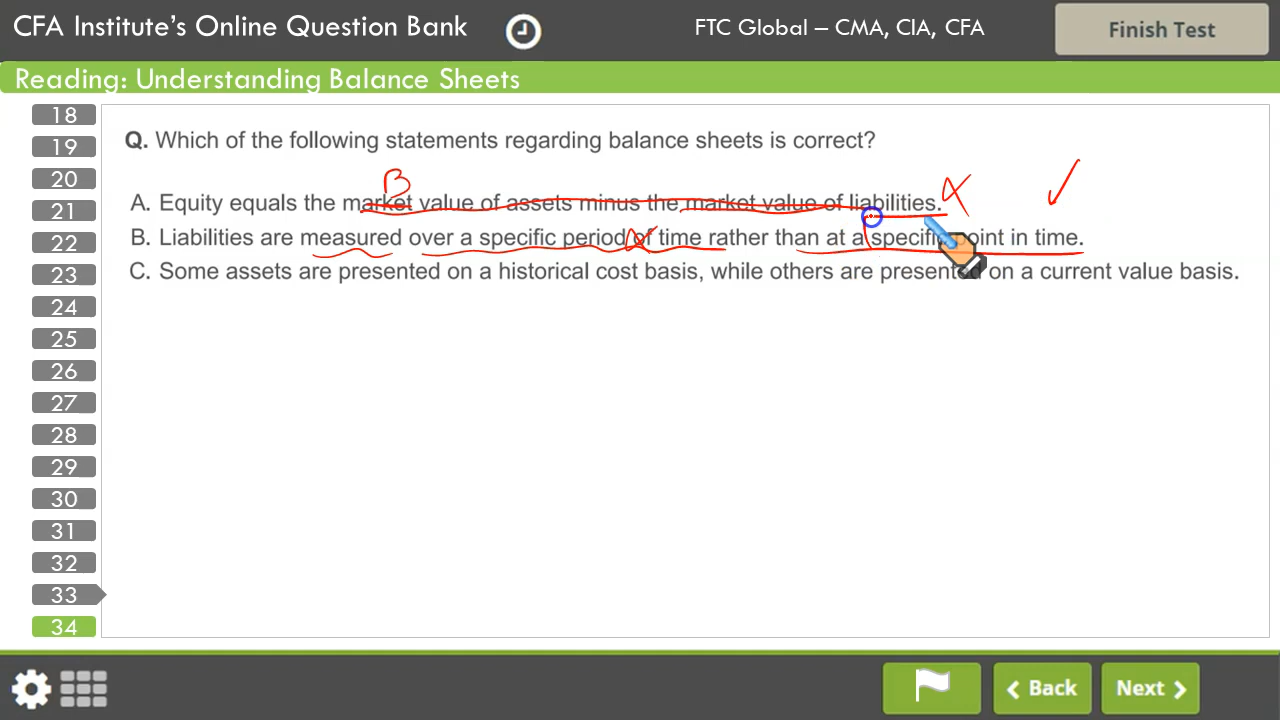 CFA Institute's Online Question Bank
FTC Global – CMA, CIA, CFA
Finish Test
Reading: Understanding Balance Sheets
18
19
20
21
22
23
24
25
26
27
28
29
30
31
32
33
34
Q. Which of the following statements regarding balance sheets is correct?
B
A. Equity equals the market value of assets minus the market value of liabilities.
B. Liabilities are measured over a specific period of time rather than at a specific point in time.
C. Some assets are presented on a historical cost basis, while others are presented on a current value basis.
Back
Next